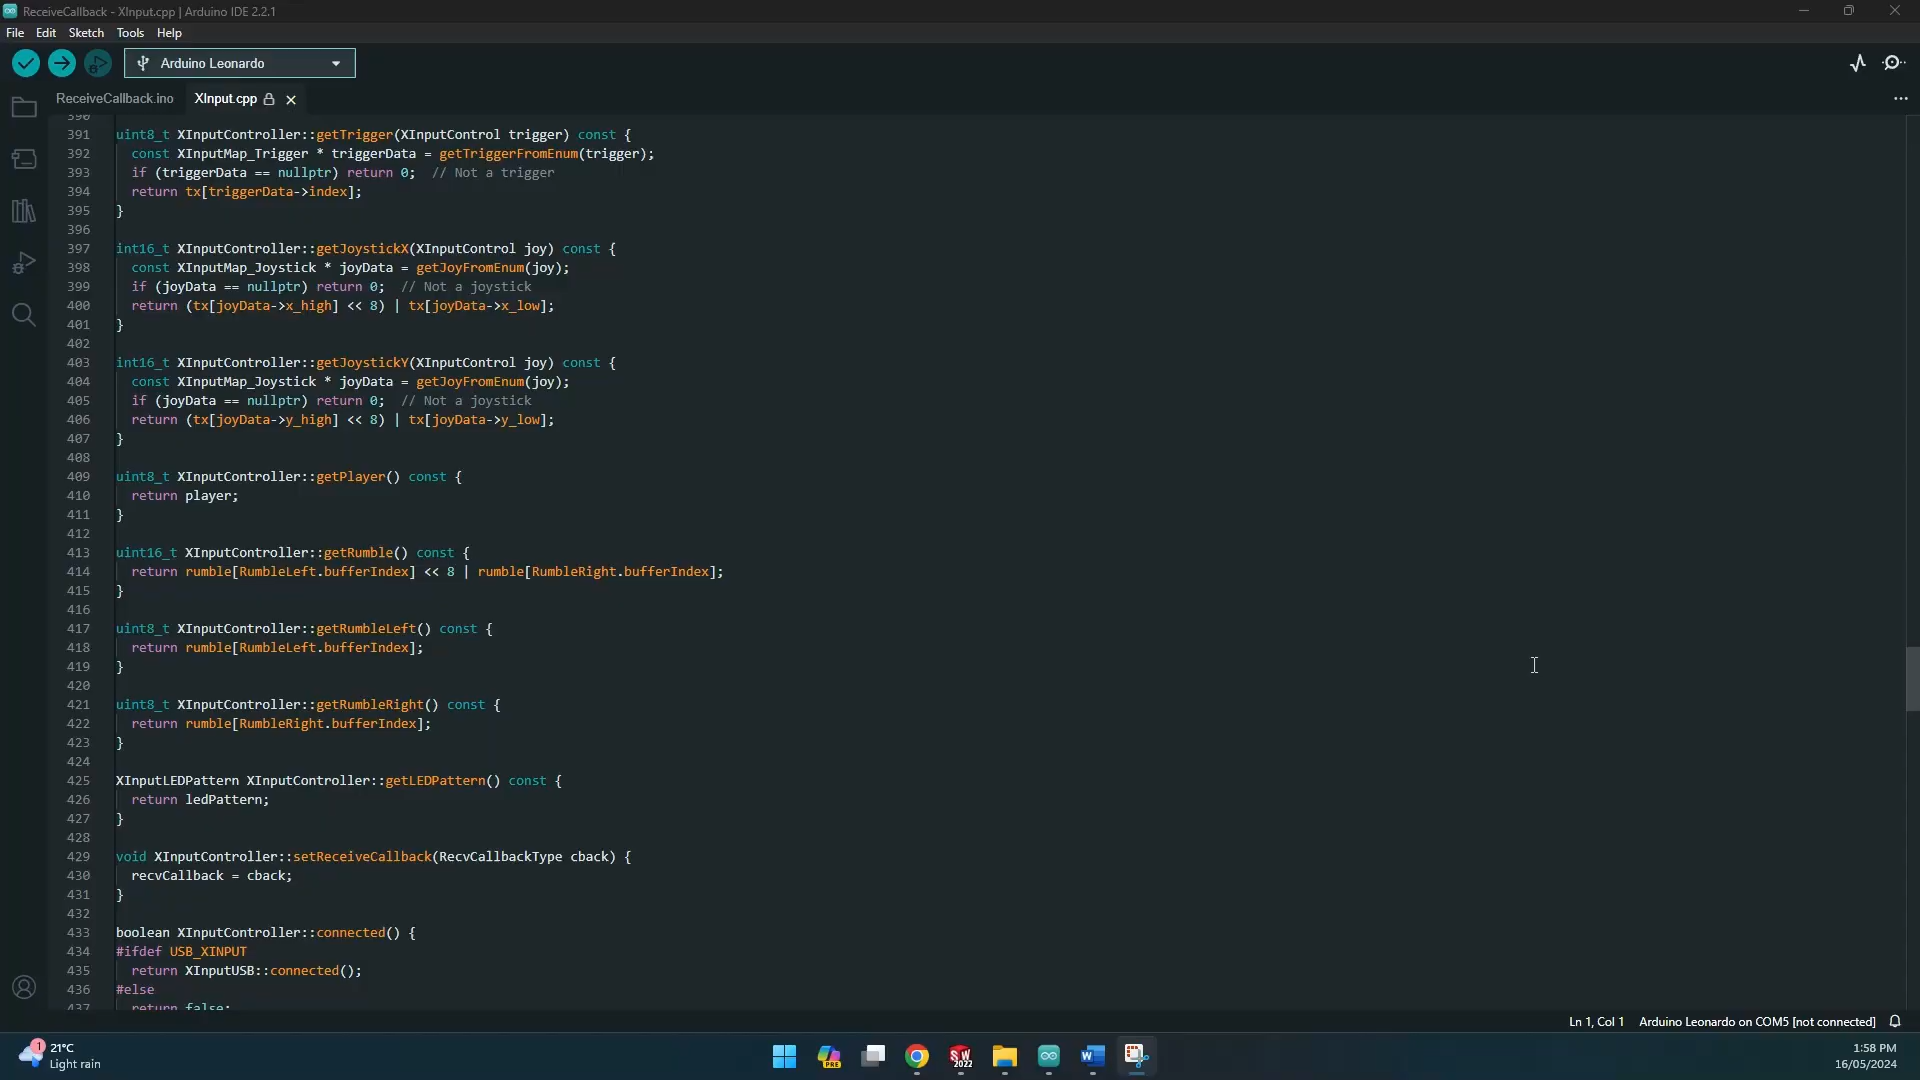 ReceiveCallback - XInput.cpp | Arduino IDE 2.2.1
File Edit Sketch Tools Help
Arduino Leonardo
ReceiveCallback.ino XInput.cpp
390
391 uint8_t XInputController::getTrigger(XInputControl trigger) const {
392 const XInputMap_Trigger * triggerData = getTriggerFromEnum(trigger);
393 if (triggerData == nullptr) return 0; // Not a trigger
394 return tx[triggerData->index];
395 }
396
397 int16_t XInputController::getJoystickX(XInputControl joy) const {
398 const XInputMap_Joystick * joyData = getJoyFromEnum(joy);
399 if (joyData == nullptr) return 0; // Not a joystick
400 return (tx[joyData->x_high] << 8) | tx[joyData->x_low];
401 }
402
403 int16_t XInputController::getJoystickY(XInputControl joy) const {
404 const XInputMap_Joystick * joyData = getJoyFromEnum(joy);
405 if (joyData == nullptr) return 0; // Not a joystick
406 return (tx[joyData->y_high] << 8) | tx[joyData->y_low];
407 }
408
409 uint8_t XInputController::getPlayer() const {
410 return player;
411 }
412
413 uint16_t XInputController::getRumble() const {
414 return rumble[RumbleLeft.bufferIndex] << 8 | rumble[RumbleRight.bufferIndex];
415 }
416
417 uint8_t XInputController::getRumbleLeft() const {
418 return rumble[RumbleLeft.bufferIndex];
419 }
420
421 uint8_t XInputController::getRumbleRight() const {
422 return rumble[RumbleRight.bufferIndex];
423 }
424
425 XInputLEDPattern XInputController::getLEDPattern() const {
426 return ledPattern;
427 }
428
429 void XInputController::setReceiveCallback(RecvCallbackType cback) {
430 recvCallback = cback;
431 }
432
433 boolean XInputController::connected() {
434 #ifdef USB_XINPUT
435 return XInputUSB::connected();
436 #else
437 return false;
Ln 1, Col 1 Arduino Leonardo on COM5 [not connected]
1
21°C
Light rain
PRE
SW
2022
W
1:58 PM
16/05/2024